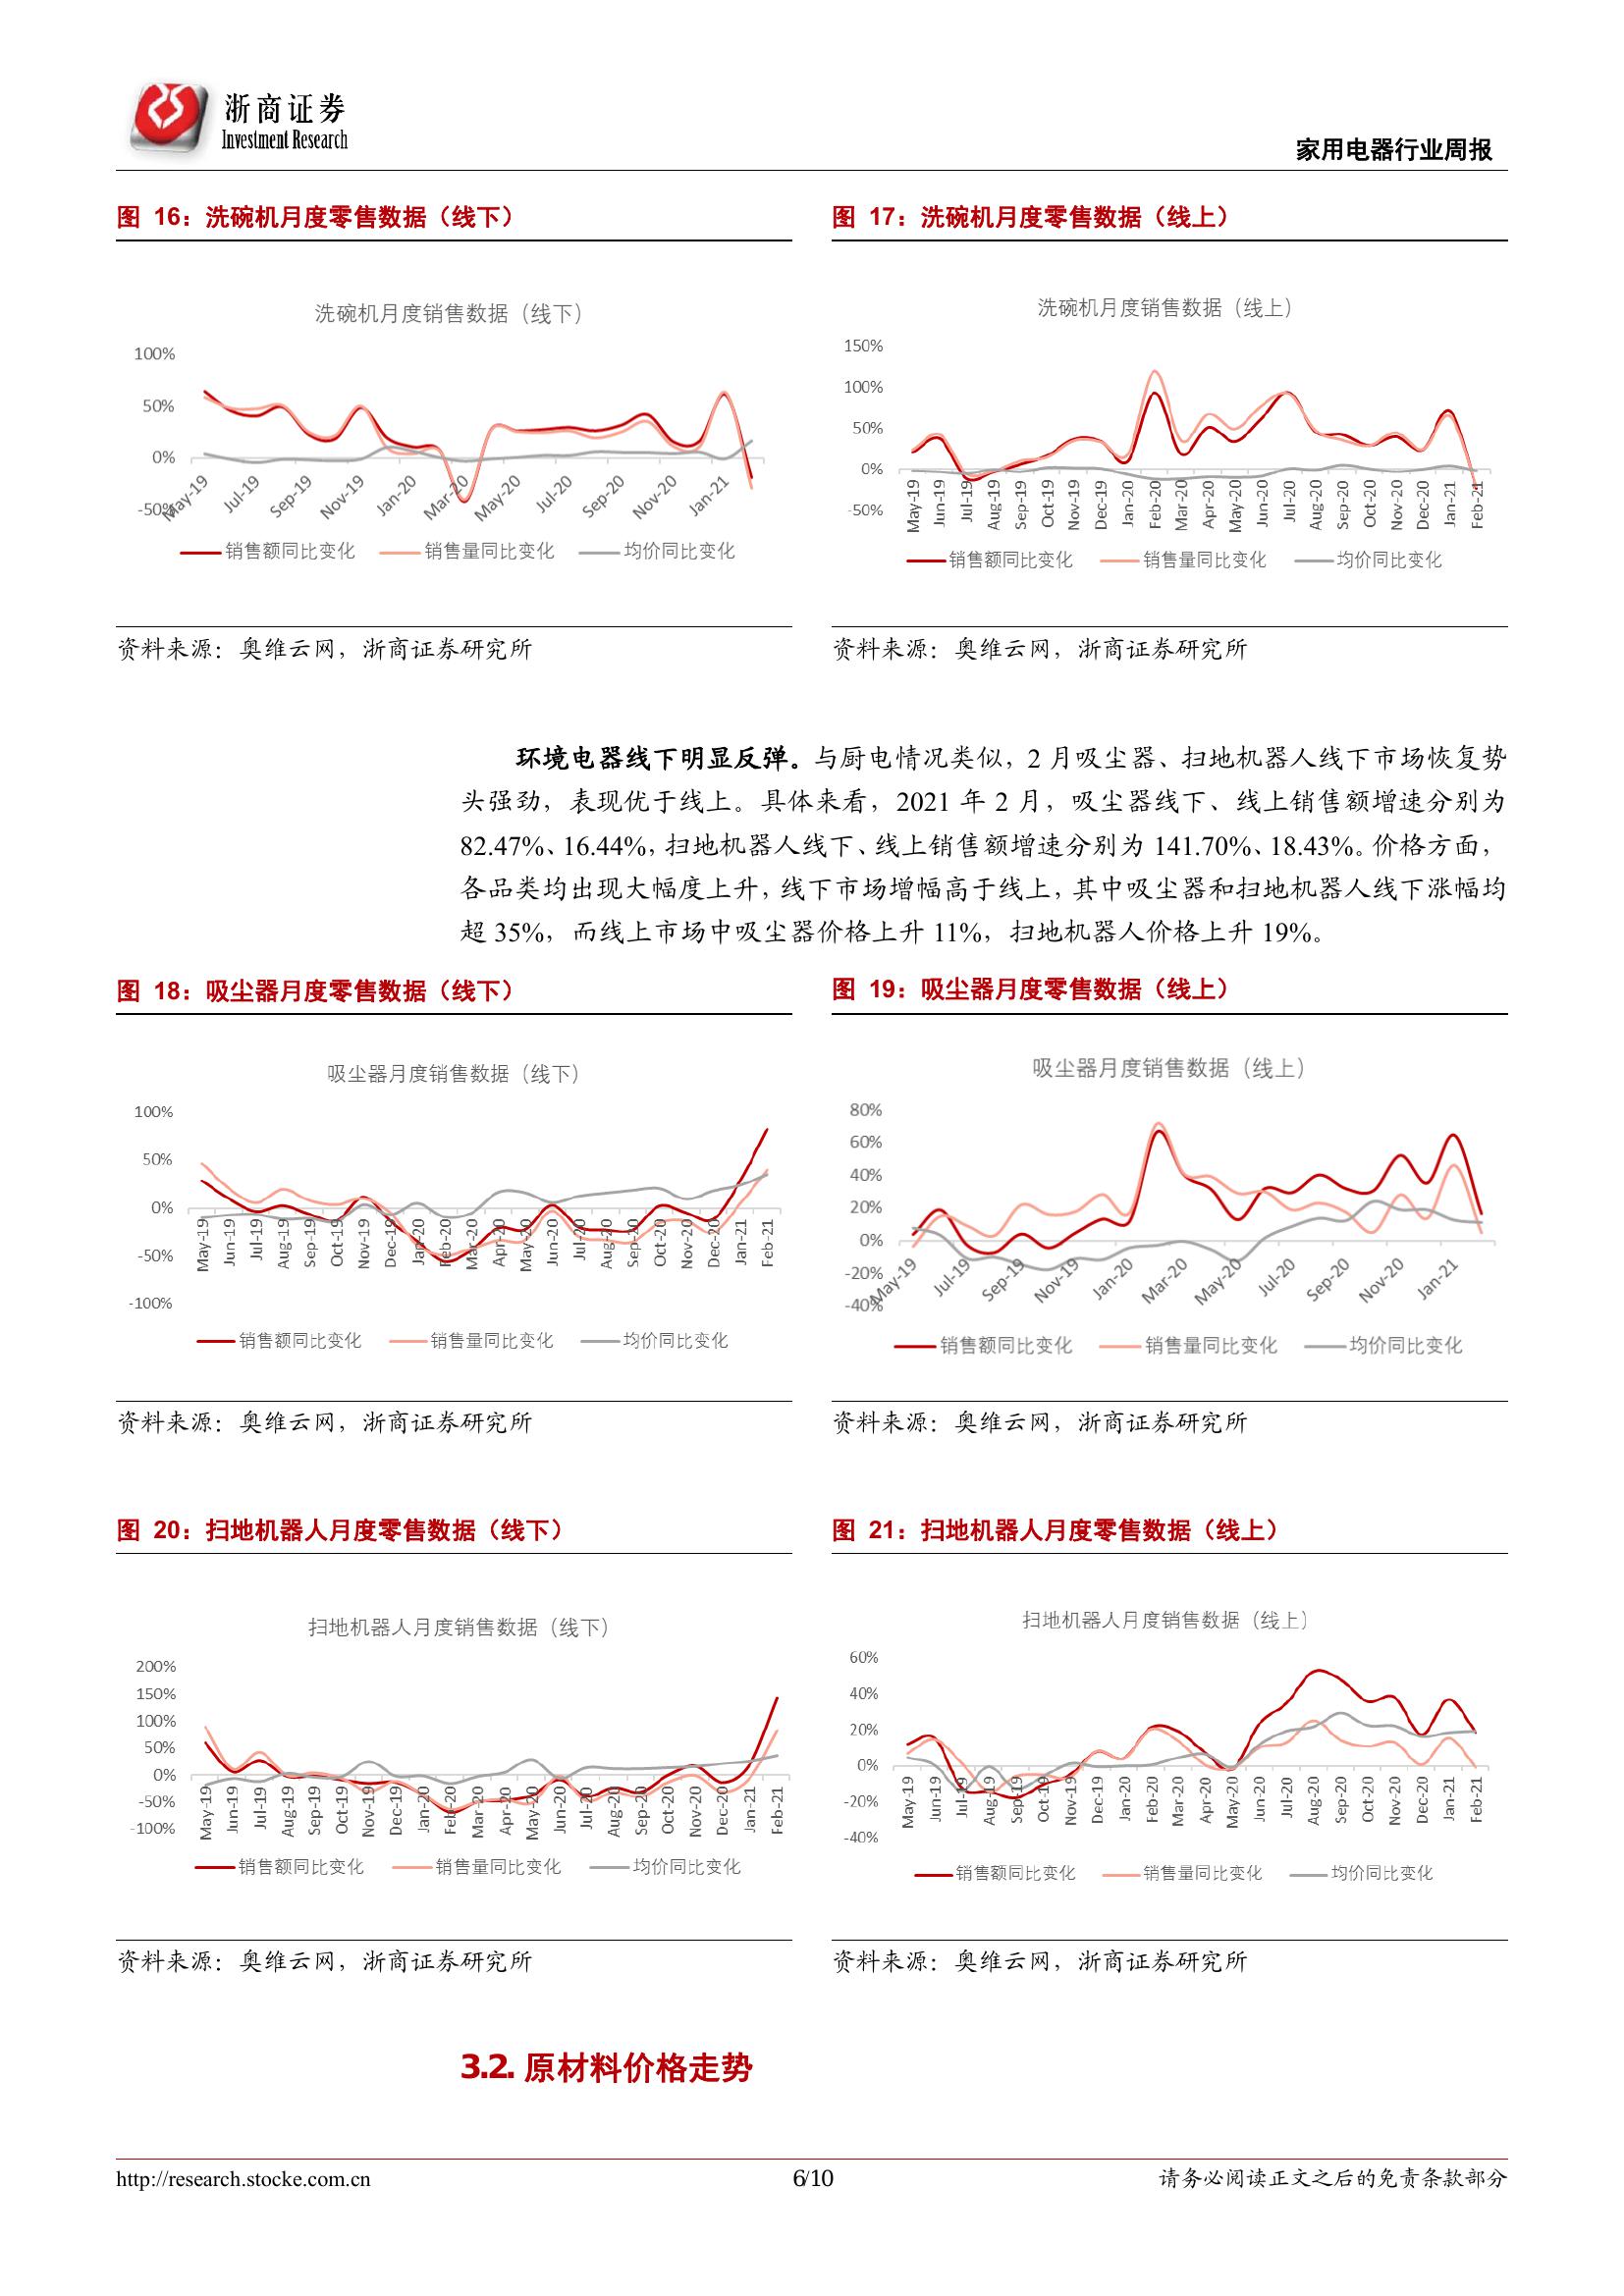 浙商证券
Investment Research
家用电器行业周报
图 16：洗碗机月度零售数据（线下）
洗碗机月度销售数据（线下）
100%
50%
0%
-50%
May-19 Jul-19 Sep-19 Nov-19 Jan-20 Mar-20 May-20 Jul-20 Sep-20 Nov-20 Jan-21
销售额同比变化 销售量同比变化 均价同比变化
资料来源：奥维云网，浙商证券研究所
图 17：洗碗机月度零售数据（线上）
洗碗机月度销售数据（线上）
150%
100%
50%
0%
-50%
May-19 Jun-19 Jul-19 Aug-19 Sep-19 Oct-19 Nov-19 Dec-19 Jan-20 Feb-20 Mar-20 Apr-20 May-20 Jun-20 Jul-20 Aug-20 Sep-20 Oct-20 Nov-20 Dec-20 Jan-21 Feb-21
销售额同比变化 销售量同比变化 均价同比变化
资料来源：奥维云网，浙商证券研究所
环境电器线下明显反弹。与厨电情况类似，2 月吸尘器、扫地机器人线下市场恢复势
头强劲，表现优于线上。具体来看，2021 年 2 月，吸尘器线下、线上销售额增速分别为
82.47%、16.44%，扫地机器人线下、线上销售额增速分别为 141.70%、18.43%。价格方面，
各品类均出现大幅度上升，线下市场增幅高于线上，其中吸尘器和扫地机器人线下涨幅均
超 35%，而线上市场中吸尘器价格上升 11%，扫地机器人价格上升 19%。
图 18：吸尘器月度零售数据（线下）
吸尘器月度销售数据（线下）
100%
50%
0%
-50%
-100%
May-19 Jun-19 Jul-19 Aug-19 Sep-19 Oct-19 Nov-19 Dec-19 Jan-20 Feb-20 Mar-20 Apr-20 May-20 Jun-20 Jul-20 Aug-20 Sep-20 Oct-20 Nov-20 Dec-20 Jan-21 Feb-21
销售额同比变化 销售量同比变化 均价同比变化
资料来源：奥维云网，浙商证券研究所
图 19：吸尘器月度零售数据（线上）
吸尘器月度销售数据（线上）
80%
60%
40%
20%
0%
-20%
-40%
May-19 Jul-19 Sep-19 Nov-19 Jan-20 Mar-20 May-20 Jul-20 Sep-20 Nov-20 Jan-21
销售额同比变化 销售量同比变化 均价同比变化
资料来源：奥维云网，浙商证券研究所
图 20：扫地机器人月度零售数据（线下）
扫地机器人月度销售数据（线下）
200%
150%
100%
50%
0%
-50%
-100%
May-19 Jun-19 Jul-19 Aug-19 Sep-19 Oct-19 Nov-19 Dec-19 Jan-20 Feb-20 Mar-20 Apr-20 May-20 Jun-20 Jul-20 Aug-20 Sep-20 Oct-20 Nov-20 Dec-20 Jan-21 Feb-21
销售额同比变化 销售量同比变化 均价同比变化
资料来源：奥维云网，浙商证券研究所
图 21：扫地机器人月度零售数据（线上）
扫地机器人月度销售数据（线上）
60%
40%
20%
0%
-20%
-40%
May-19 Jun-19 Jul-19 Aug-19 Sep-19 Oct-19 Nov-19 Dec-19 Jan-20 Feb-20 Mar-20 Apr-20 May-20 Jun-20 Jul-20 Aug-20 Sep-20 Oct-20 Nov-20 Dec-20 Jan-21 Feb-21
销售额同比变化 销售量同比变化 均价同比变化
资料来源：奥维云网，浙商证券研究所
3.2. 原材料价格走势
http://research.stocke.com.cn
6/10
请务必阅读正文之后的免责条款部分